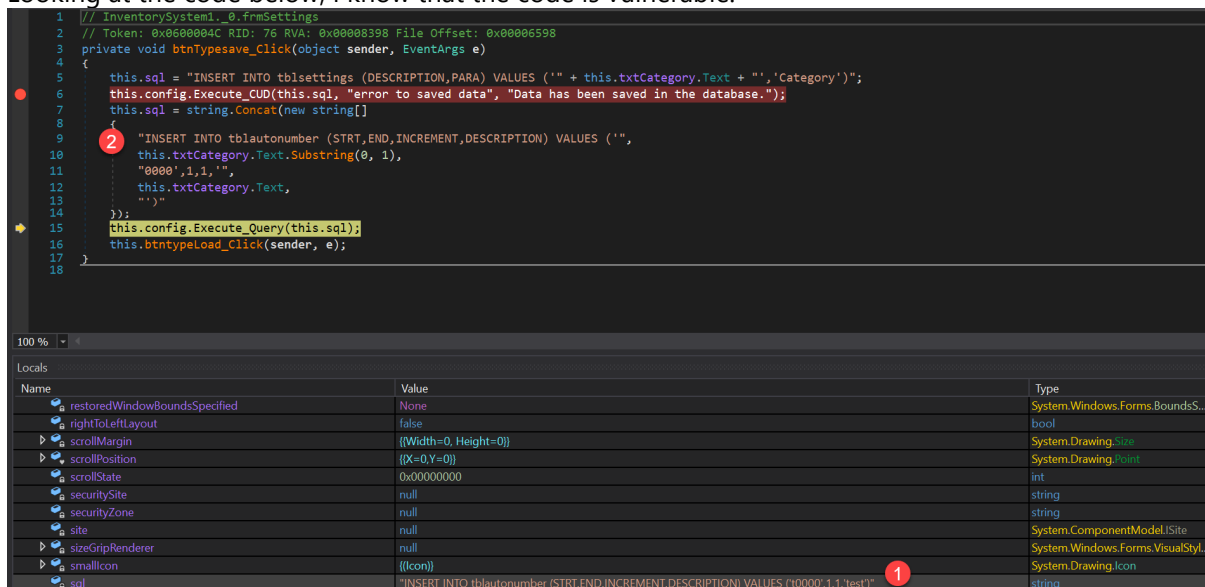 Looking at the code below, I know that the code is vulnerable.
1 // InventorySystem1._0.frmSettings
2 // Token: 0x0600004C RID: 76 RVA: 0x00008398 File Offset: 0x00006598
3 private void btnTypesave_Click(object sender, EventArgs e)
4 {
5 this.sql = "INSERT INTO tblsettings (DESCRIPTION,PARA) VALUES ('" + this.txtCategory.Text + "','Category')";
6 this.config.Execute_CUD(this.sql, "error to saved data", "Data has been saved in the database.");
7 this.sql = string.Concat(new string[]
8 {
9 2 "INSERT INTO tblautonumber (STRT,END,INCREMENT,DESCRIPTION) VALUES ('",
10 this.txtCategory.Text.Substring(0, 1),
11 "0000',1,1,'",
12 this.txtCategory.Text,
13 "')"
14 });
15 this.config.Execute_Query(this.sql);
16 this.btntypeLoad_Click(sender, e);
17 }
18
100 %
Locals
Name Value Type
restoredWindowBoundsSpecified None System.Windows.Forms.BoundsS...
rightToLeftLayout false bool
scrollMargin {{Width=0, Height=0}} System.Drawing.Size
scrollPosition {{X=0,Y=0}} System.Drawing.Point
scrollState 0x00000000 int
securitySite null string
securityZone null string
site null System.ComponentModel.ISite
sizeGripRenderer null System.Windows.Forms.VisualStyl...
smallIcon {{Icon}} System.Drawing.Icon
sql "INSERT INTO tblautonumber (STRT,END,INCREMENT,DESCRIPTION) VALUES ('t0000',1,1,'test')" 1 string